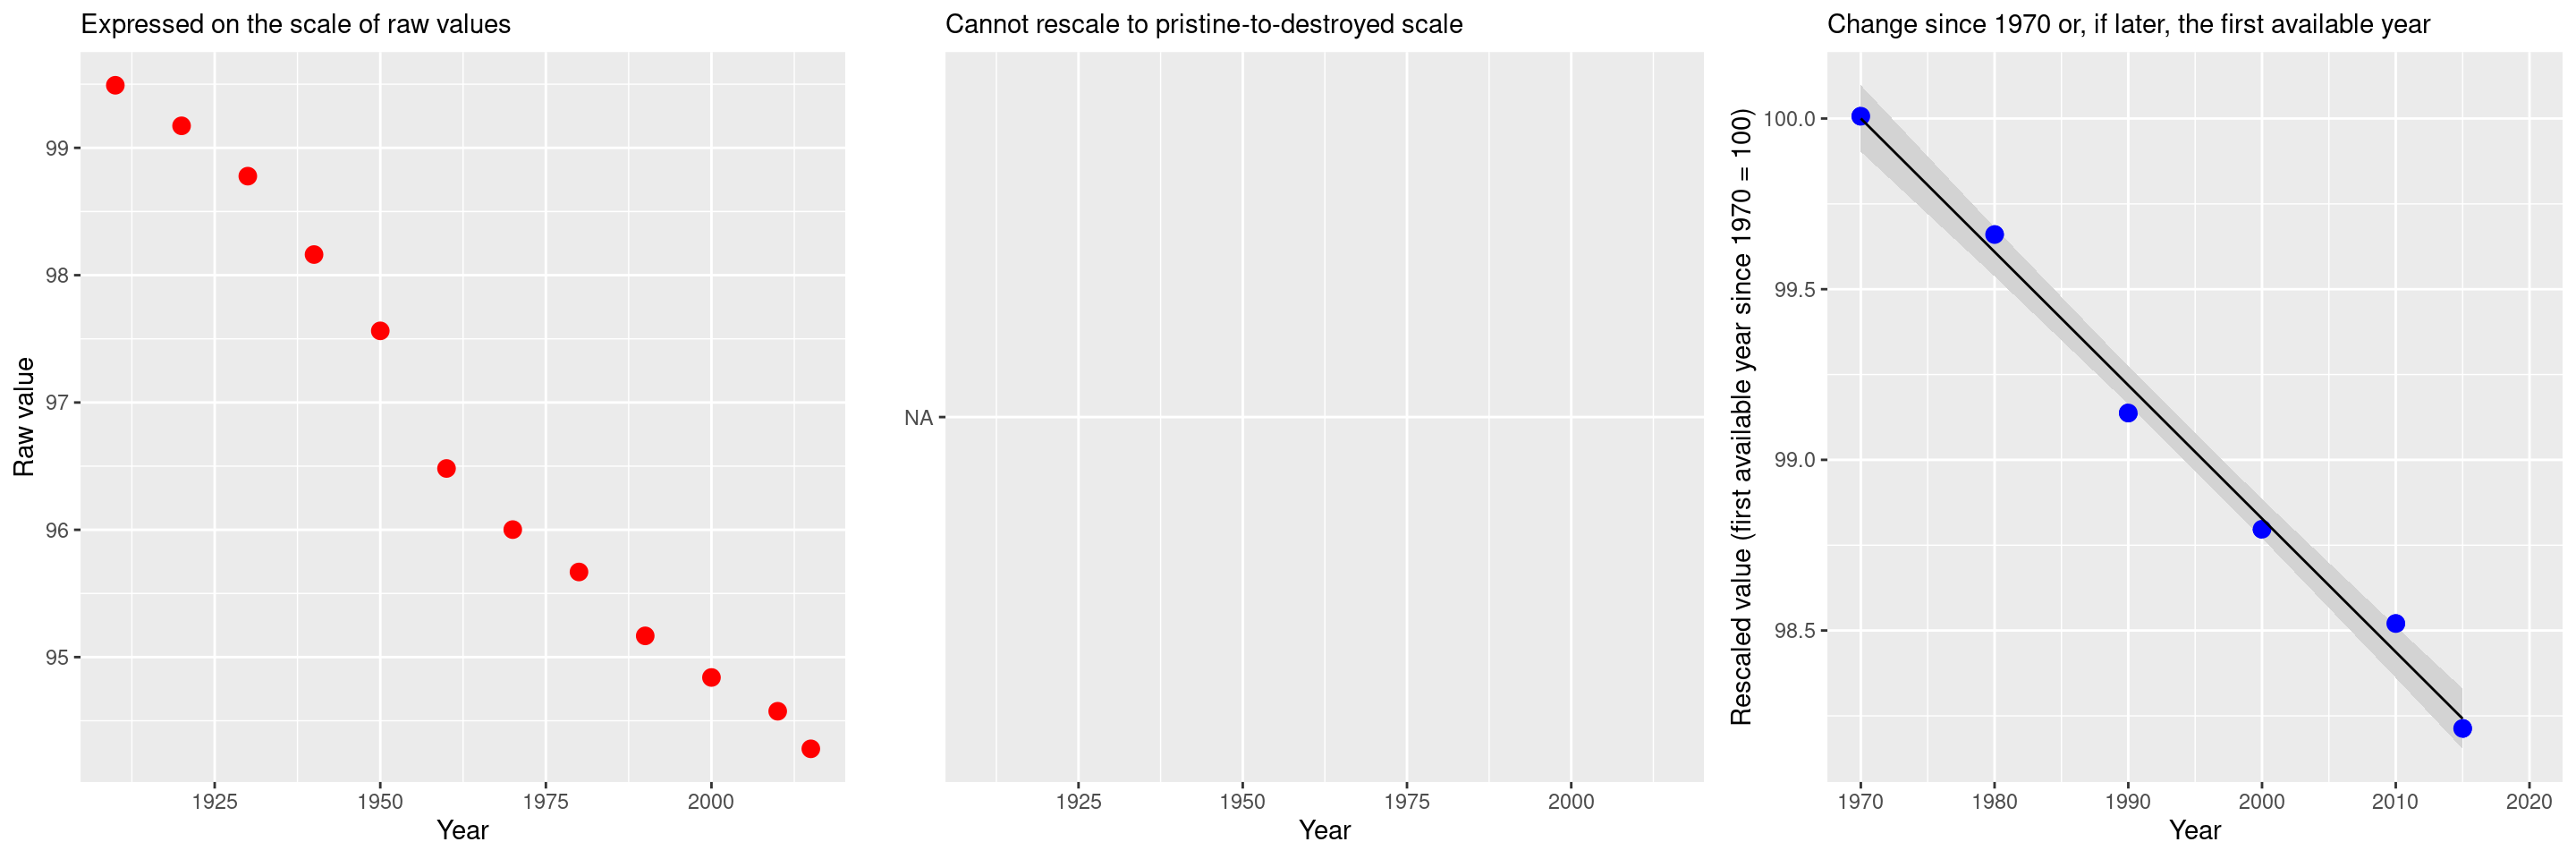 Expressed on the scale of raw values
Raw value
99
98
97
96
95
1925 1950 1975 2000
Year
Cannot rescale to pristine-to-destroyed scale
NA
1925 1950 1975 2000
Year
Change since 1970 or, if later, the first available year
Rescaled value (first available year since 1970 = 100)
100.0
99.5
99.0
98.5
1970 1980 1990 2000 2010 2020
Year